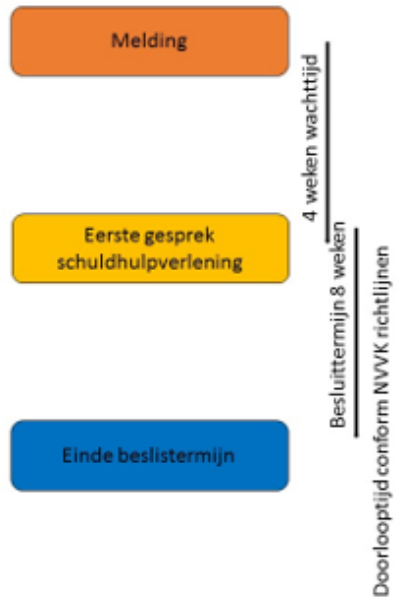 Melding
4 weken wachttijd
Eerste gesprek
schuldhulpverlening
Besluittermijn 8 weken
Einde beslistermijn
Doorlooptijd conform NVVK richtlijnen